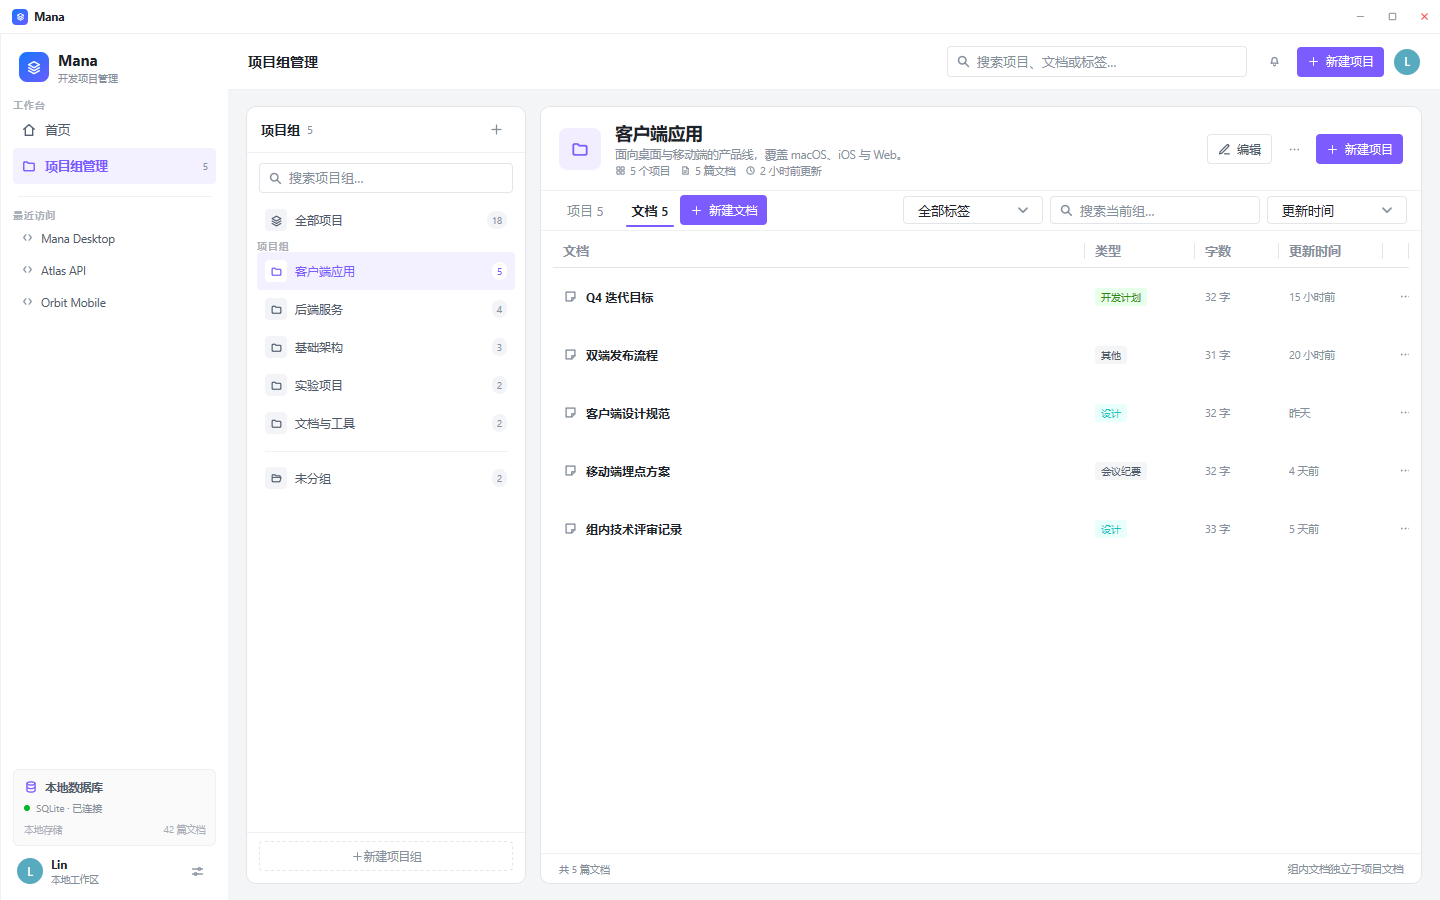 Mana
Mana
开发项目管理
工作台
首页
项目组管理 5
最近访问
Mana Desktop
Atlas API
Orbit Mobile
本地数据库
SQLite · 已连接
本地存储 42 篇文档
L Lin
本地工作区
项目组管理
搜索项目、文档或标签...
新建项目
L
项目组 5
搜索项目组...
全部项目 18
项目组
客户端应用 5
后端服务 4
基础架构 3
实验项目 2
文档与工具 2
未分组 2
新建项目组
客户端应用
面向桌面与移动端的产品线，覆盖 macOS、iOS 与 Web。
5 个项目 5 篇文档 2 小时前更新
编辑
新建项目
项目 5 文档 5 新建文档 全部标签 搜索当前组... 更新时间
文档 类型 字数 更新时间
Q4 迭代目标 开发计划 32 字 15 小时前
双端发布流程 其他 31 字 20 小时前
客户端设计规范 设计 32 字 昨天
移动端埋点方案 会议纪要 32 字 4 天前
组内技术评审记录 设计 33 字 5 天前
共 5 篇文档 组内文档独立于项目文档